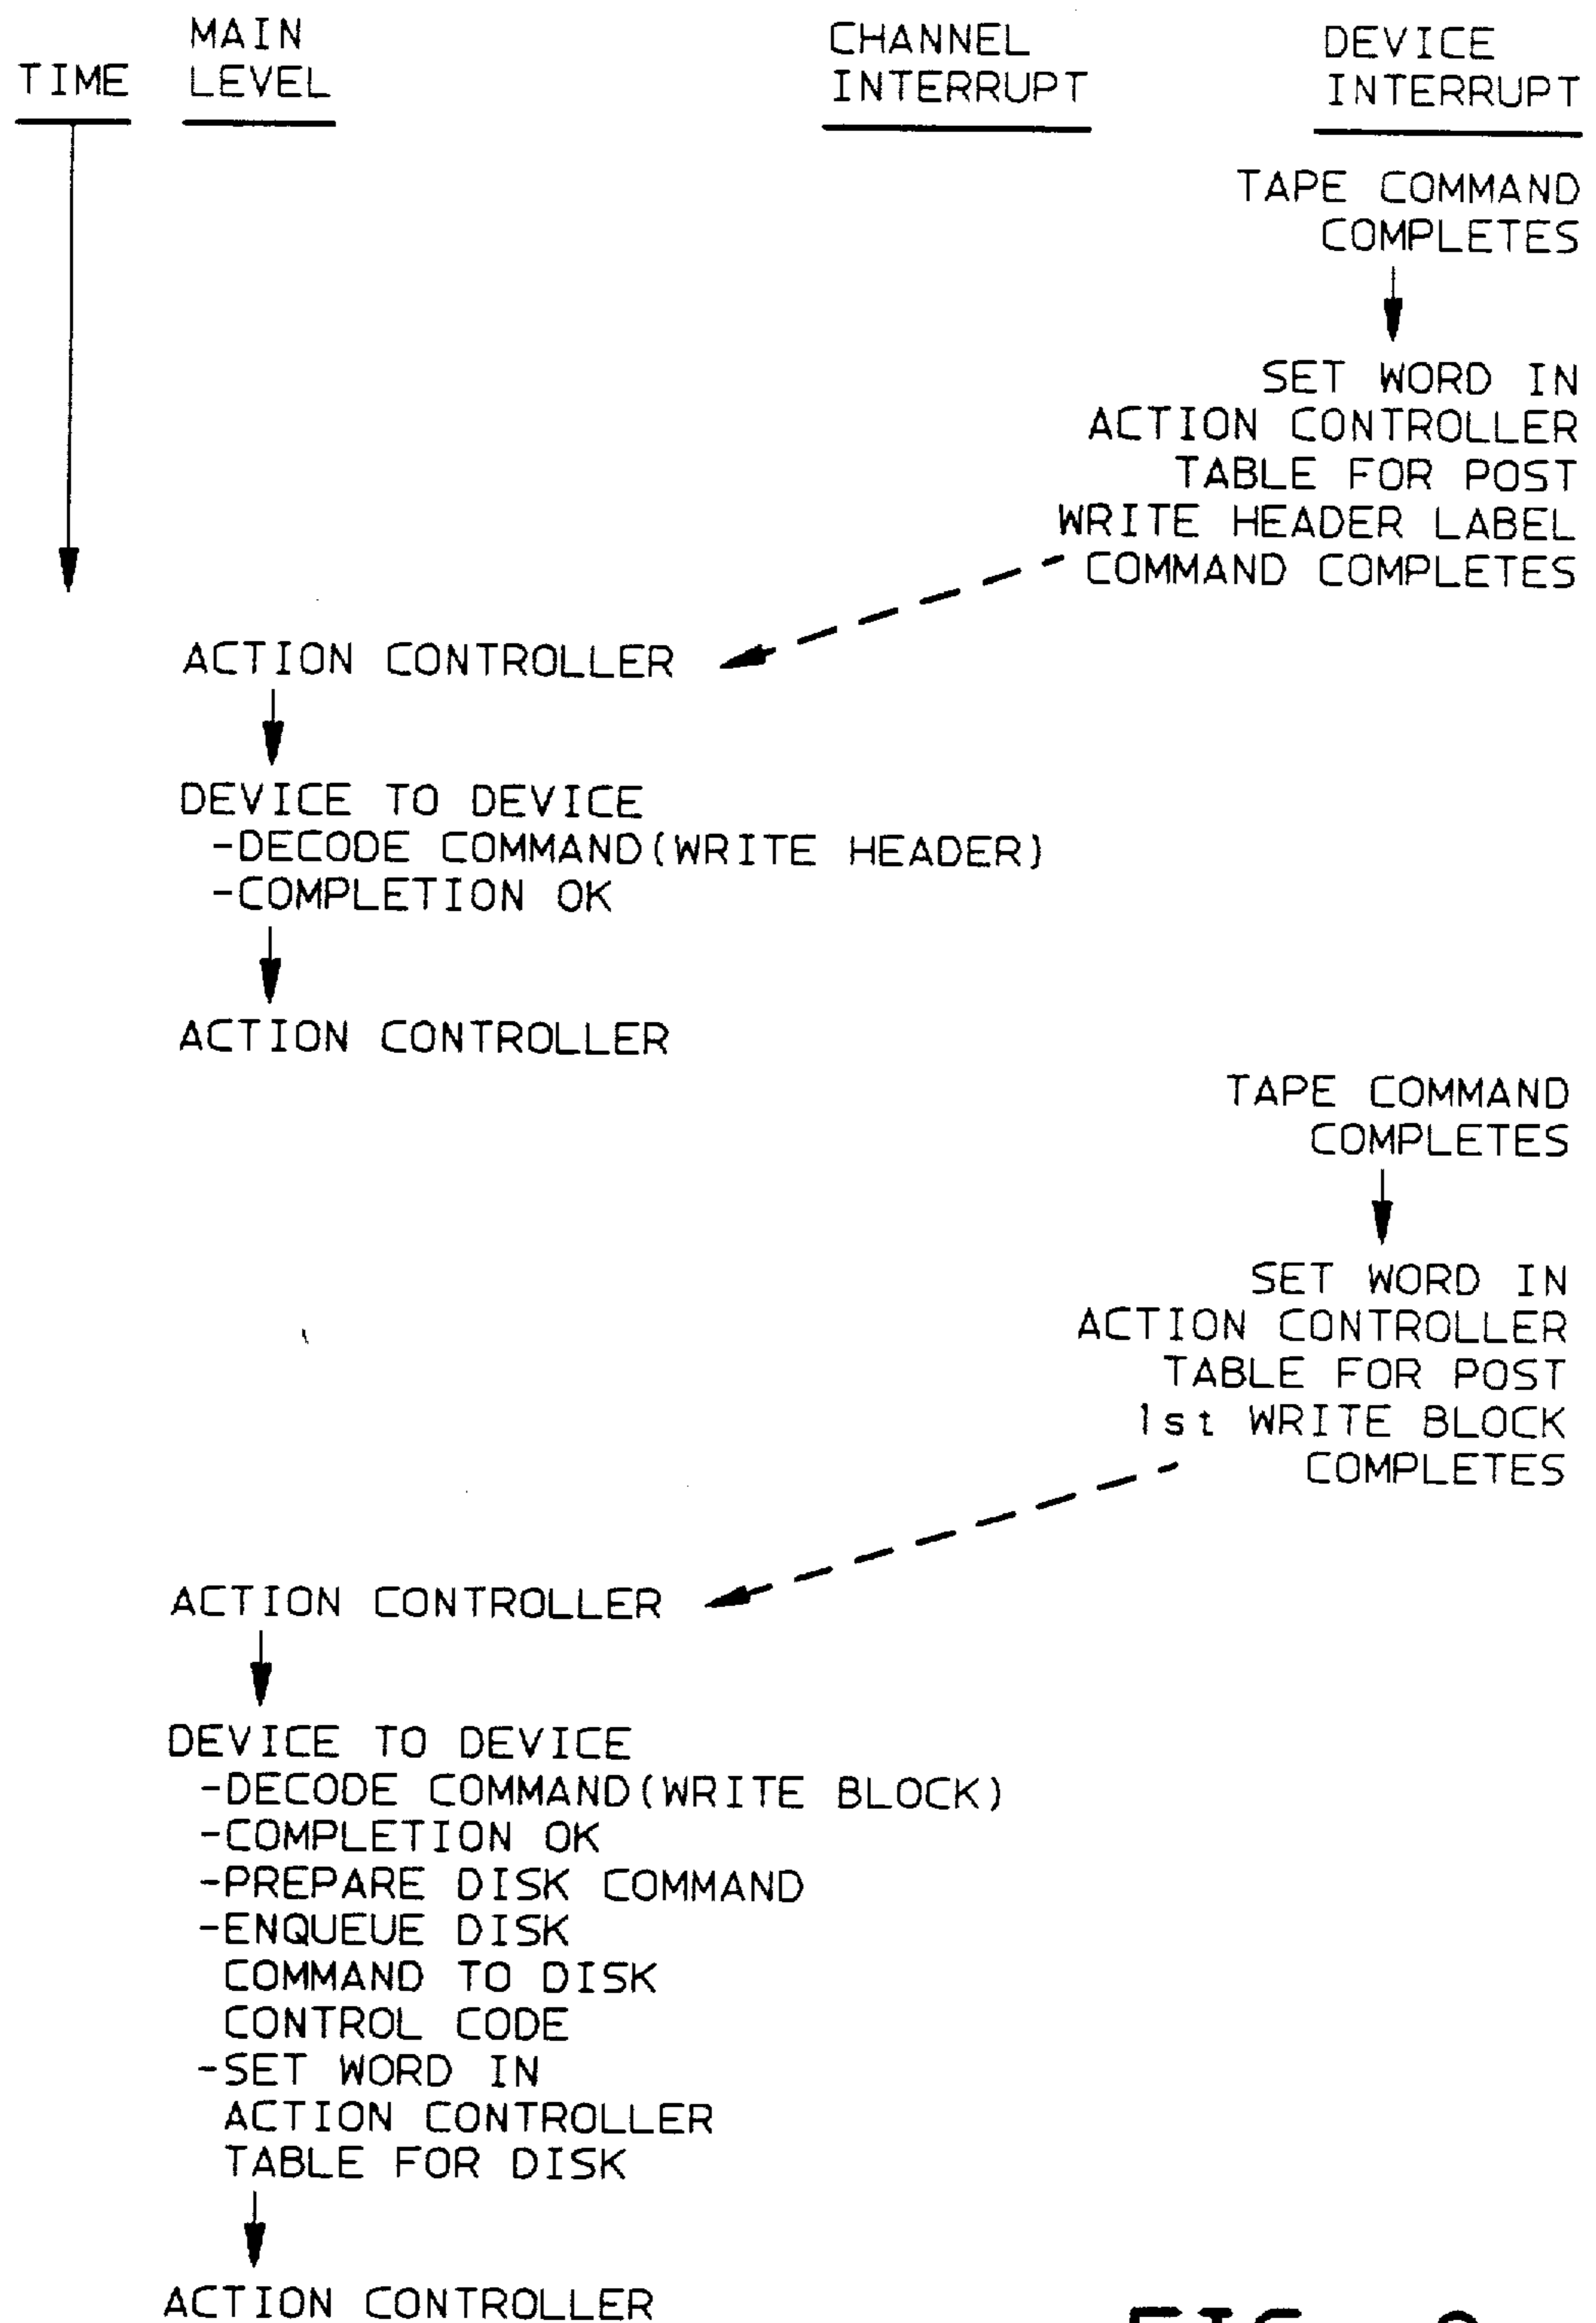 MAIN
LEVEL
TIME
CHANNEL
INTERRUPT
DEVICE
INTERRUPT
TAPE COMMAND
COMPLETES
SET WORD IN
ACTION CONTROLLER
TABLE FOR POST
WRITE HEADER LABEL
COMMAND COMPLETES
ACTION CONTROLLER
DEVICE TO DEVICE
-DECODE COMMAND(WRITE HEADER)
-COMPLETION OK
ACTION CONTROLLER
TAPE COMMAND
COMPLETES
SET WORD IN
ACTION CONTROLLER
TABLE FOR POST
1st WRITE BLOCK
COMPLETES
ACTION CONTROLLER
DEVICE TO DEVICE
-DECODE COMMAND(WRITE BLOCK)
-COMPLETION OK
-PREPARE DISK COMMAND
-ENQUEUE DISK
COMMAND TO DISK
CONTROL CODE
-SET WORD IN
ACTION CONTROLLER
TABLE FOR DISK
ACTION CONTROLLER